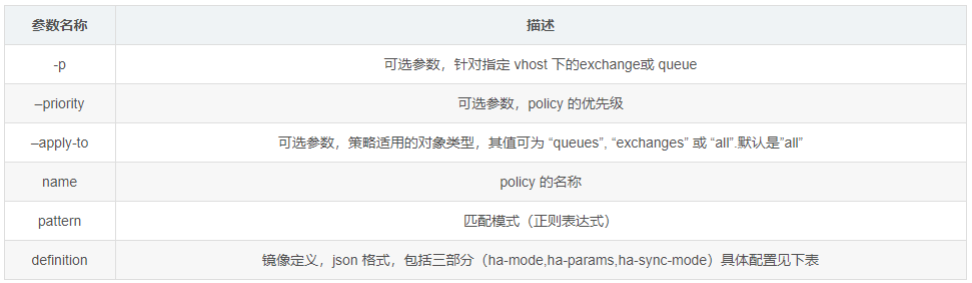 参数名称 描述
-p 可选参数，针对指定 vhost 下的exchange或 queue
–priority 可选参数，policy 的优先级
–apply-to 可选参数，策略适用的对象类型，其值可为 “queues”, “exchanges” 或 “all”.默认是”all”
name policy 的名称
pattern 匹配模式（正则表达式）
definition 镜像定义，json 格式，包括三部分（ha-mode,ha-params,ha-sync-mode）具体配置见下表